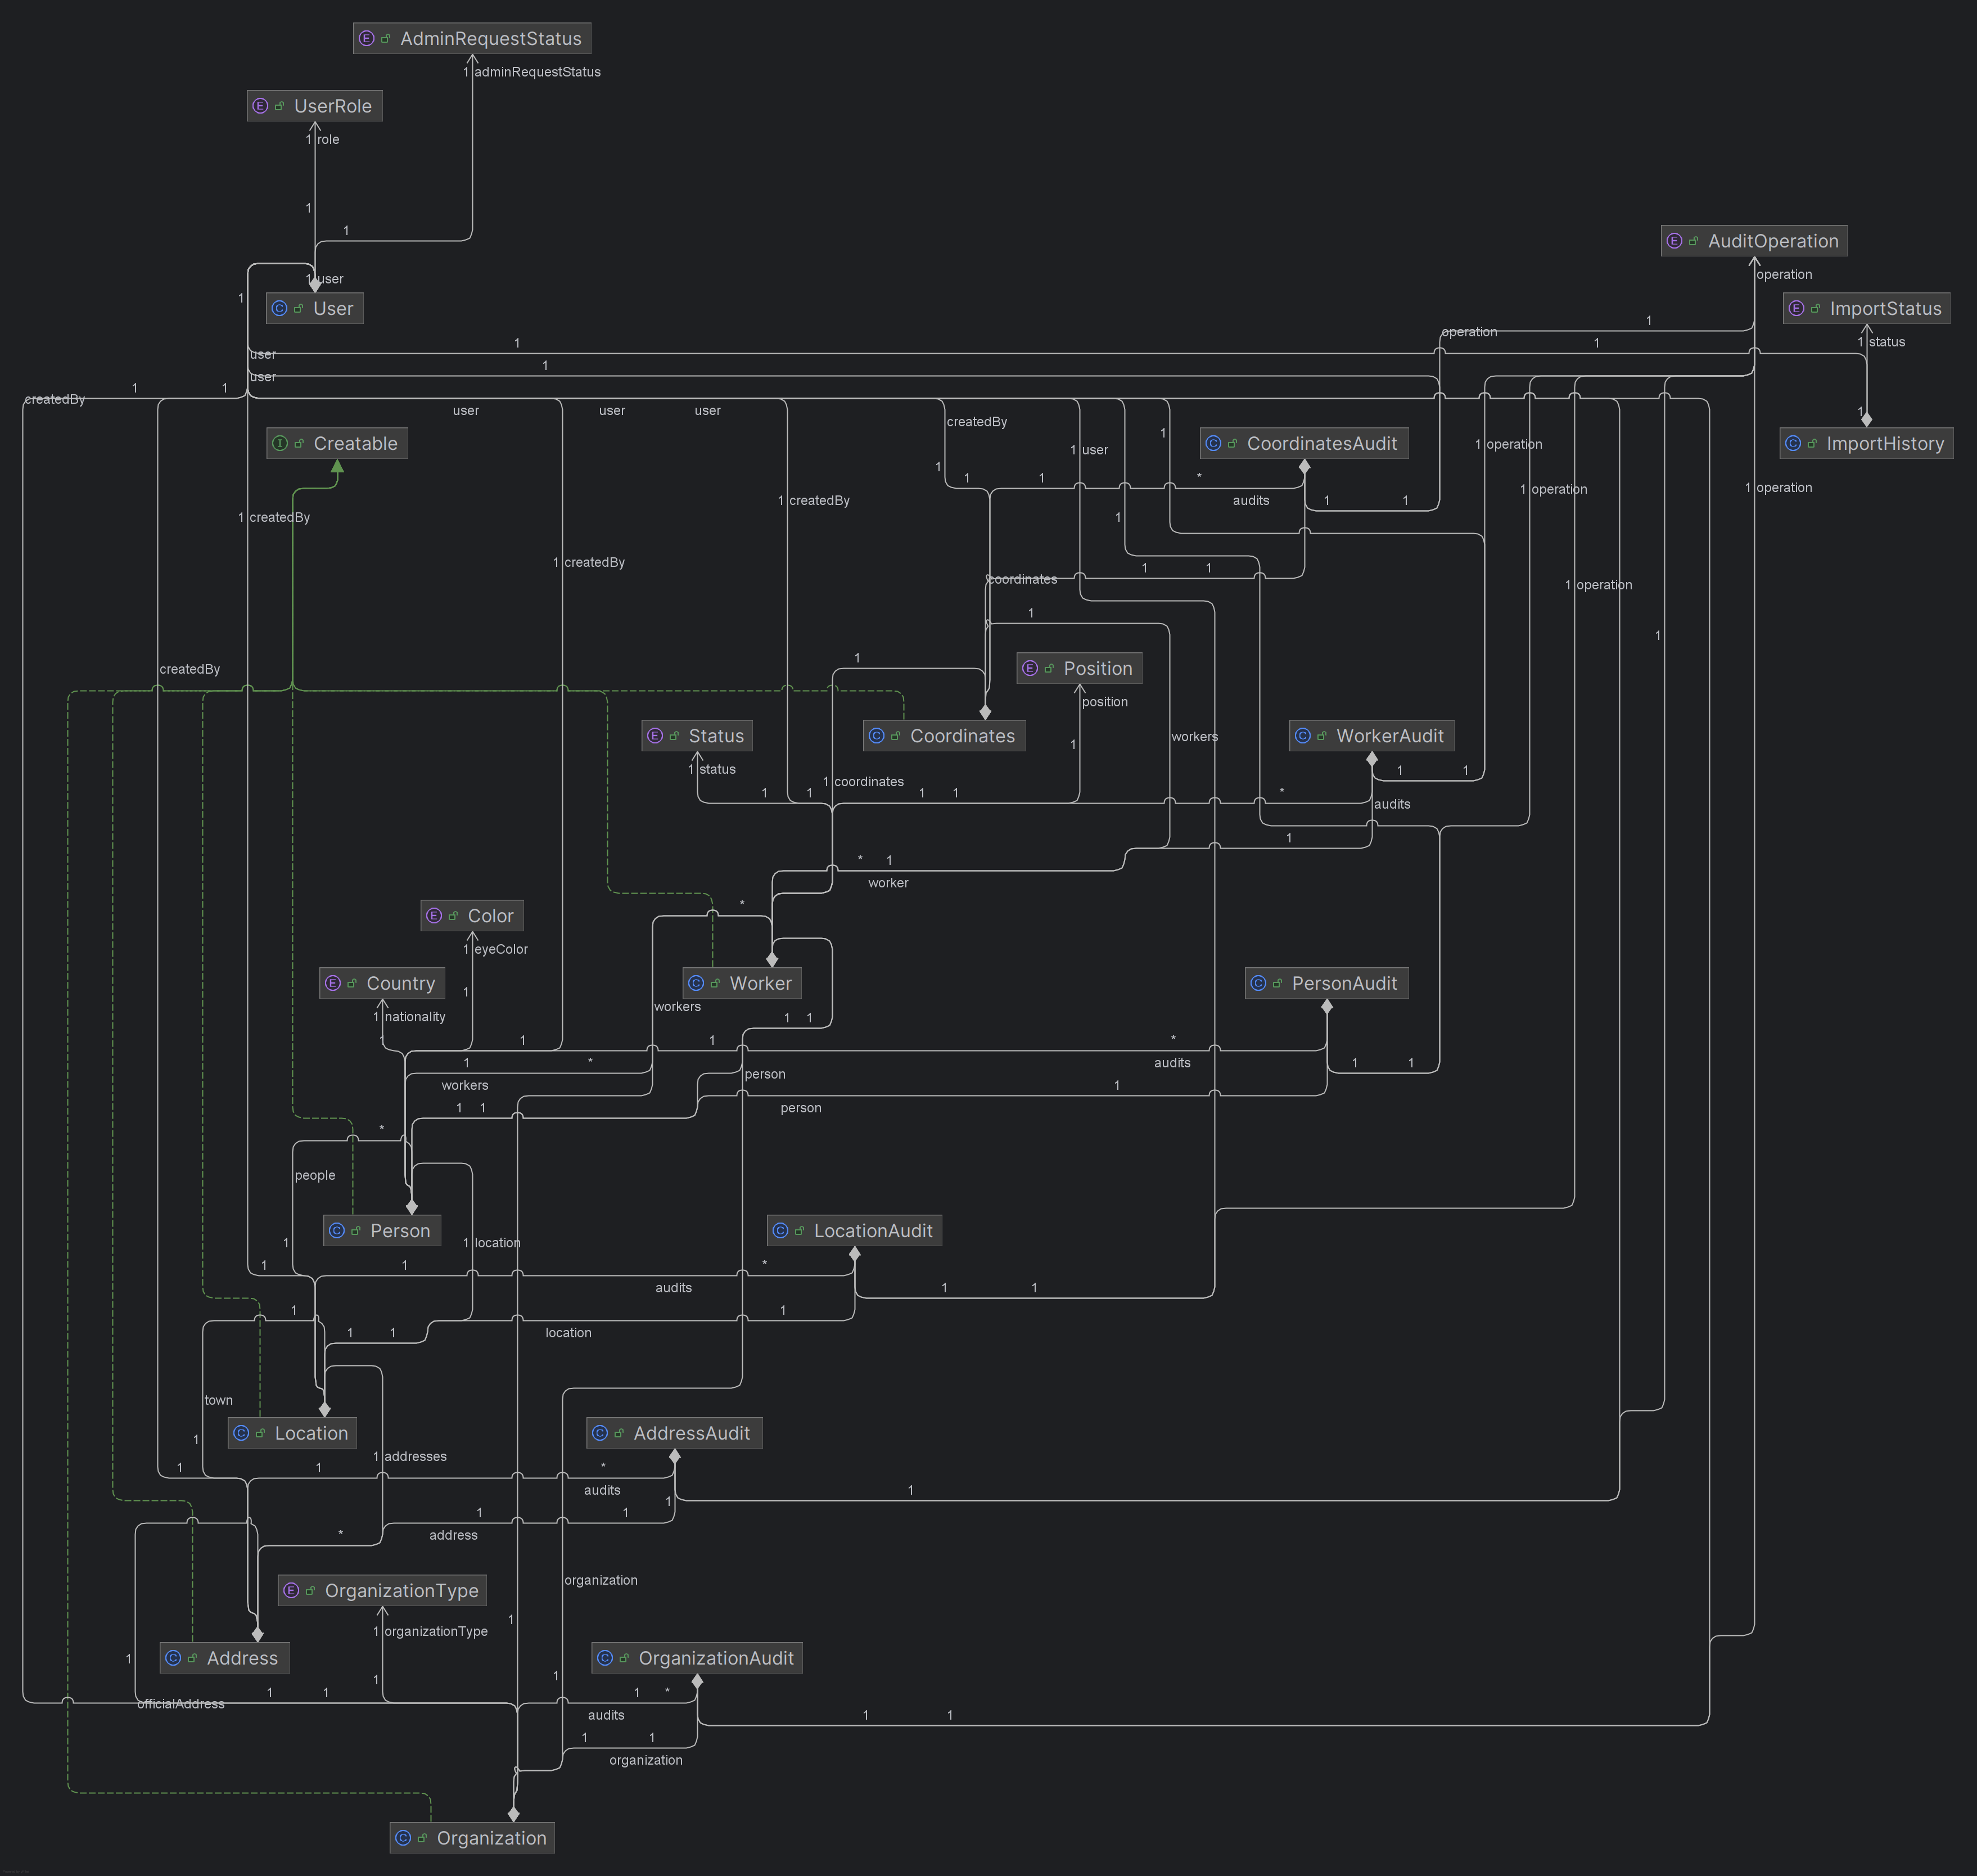 AdminRequestStatus
1 adminRequestStatus
UserRole
1 role
1
1
AuditOperation
operation
1 user
1
User
ImportStatus
1
operation
1
1
1 status
user
1
user
1
1
createdBy
user
user
user
1
createdBy
Creatable
1
CoordinatesAudit
1 operation
ImportHistory
1 user
1
1
1
*
1 operation
1 operation
1 createdBy
audits
1
1
1 createdBy
1
1 createdBy
1
1
coordinates
1 operation
1
1
1
createdBy
Position
position
Status
Coordinates
workers
WorkerAudit
1
1 status
1
1
1 coordinates
1
1
1
1
*
audits
1
*
1
worker
*
Color
1 eyeColor
Country
1
Worker
PersonAudit
workers
1 nationality
1
1
1
1
1
*
1
*
audits
1
1
person
workers
1
1
1
person
*
people
Person
LocationAudit
1
1 location
1
1
*
audits
1
1
1
1
1
1
location
town
Location
AddressAudit
1
1 addresses
1
1
*
audits
1
1
1
1
*
address
organization
OrganizationType
1
1 organizationType
Address
OrganizationAudit
1
1
1
1
1
officialAddress
1
*
audits
1
1
1
1
organization
Organization